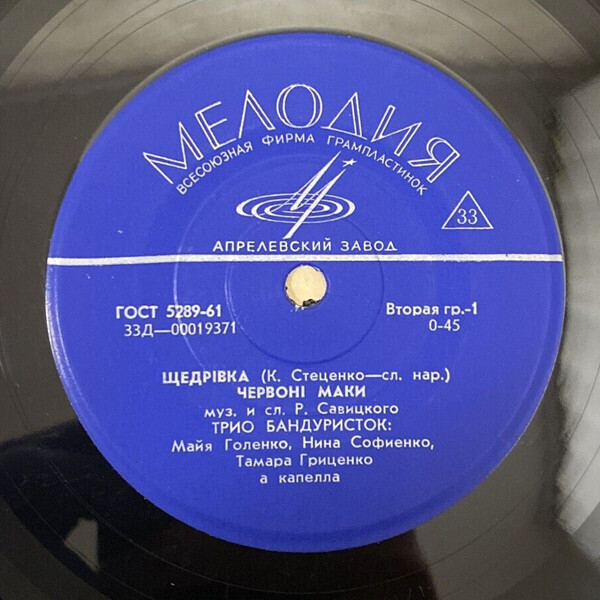 МЕЛОДИЯ
ВСЕСОЮЗНАЯ ФИРМА ГРАМПЛАСТИНОК
33
АПРЕЛЕВСКИЙ ЗАВОД
ГОСТ 5289-61
Вторая гр.-1
33Д—00019371
0-45
ЩЕДРІВКА (К. Стеценко—сл. нар.)
ЧЕРВОНІ МАКИ
муз. и сл. Р. Савицкого
ТРИО БАНДУРИСТОК:
Майя Голенко, Нина Софиенко,
Тамара Гриценко
а капелла